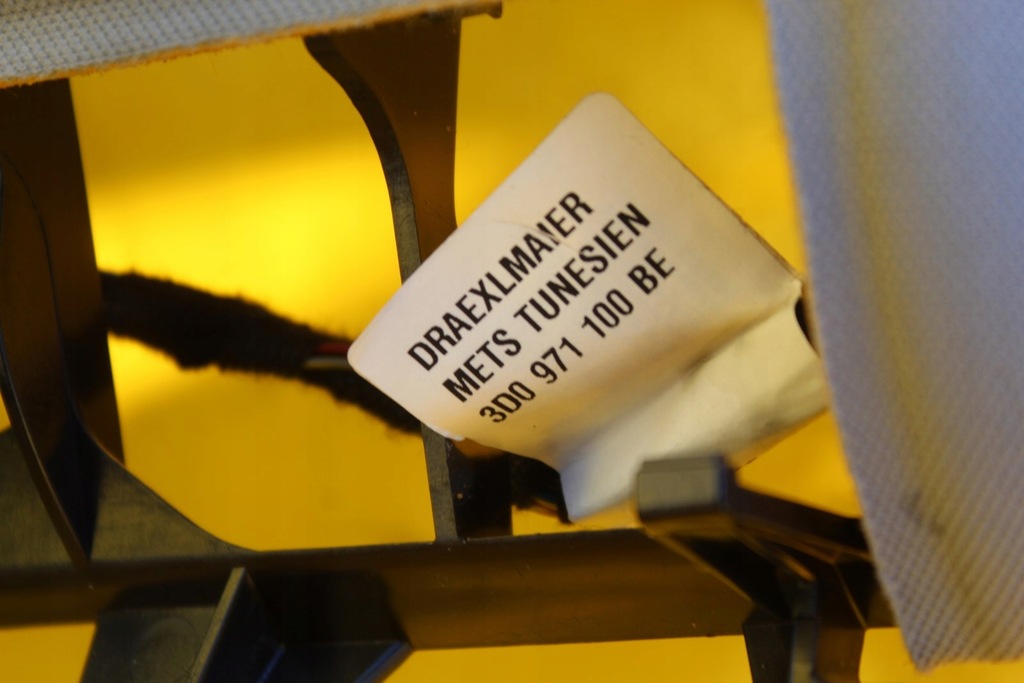 DRAEXLMAIER
METS TUNESIEN
3D0 971 100 BE